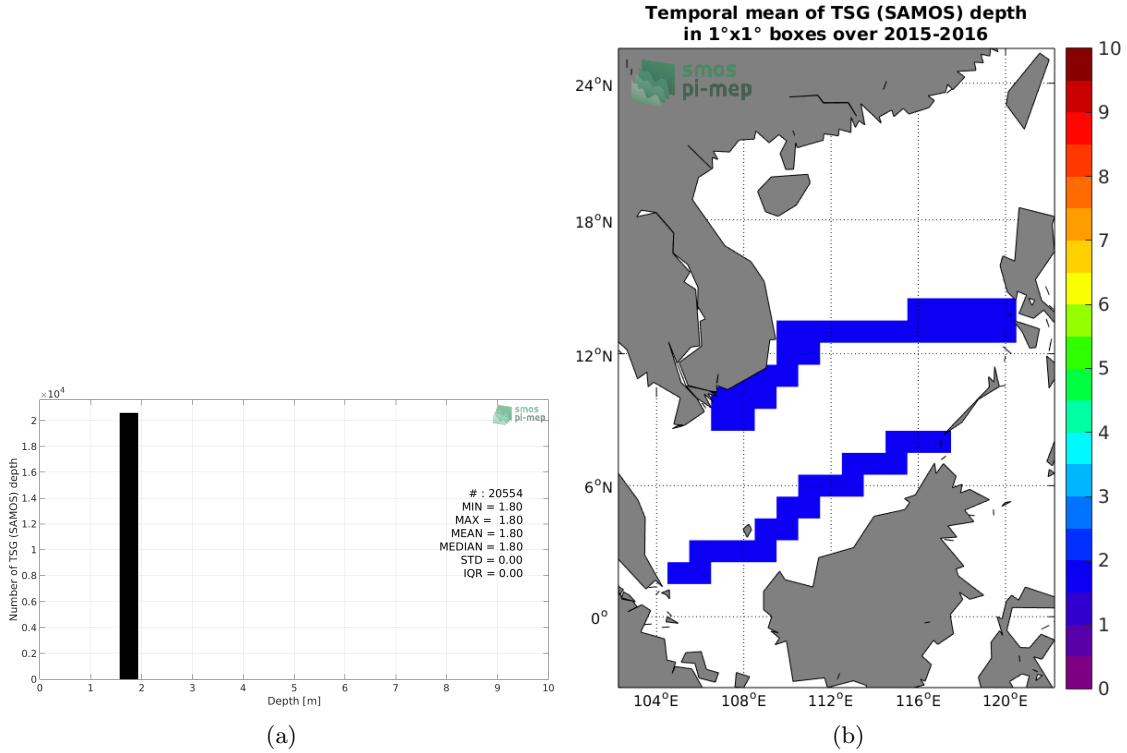 Temporal mean of TSG (SAMOS) depth
in 1°x1° boxes over 2015-2016
smos
pi-mep
24°N
18°N
12°N
6°N
0°
104°E
108°E
112°E
116°E
120°E
10
9
8
7
6
5
4
3
2
1
0
(b)
×10⁴
smos
pi-mep
Number of TSG (SAMOS) depth
2
1.8
1.6
1.4
1.2
1
0.8
0.6
0.4
0.2
0
# : 20554
MIN = 1.80
MAX = 1.80
MEAN = 1.80
MEDIAN = 1.80
STD = 0.00
IQR = 0.00
0 1 2 3 4 5 6 7 8 9 10
Depth [m]
(a)